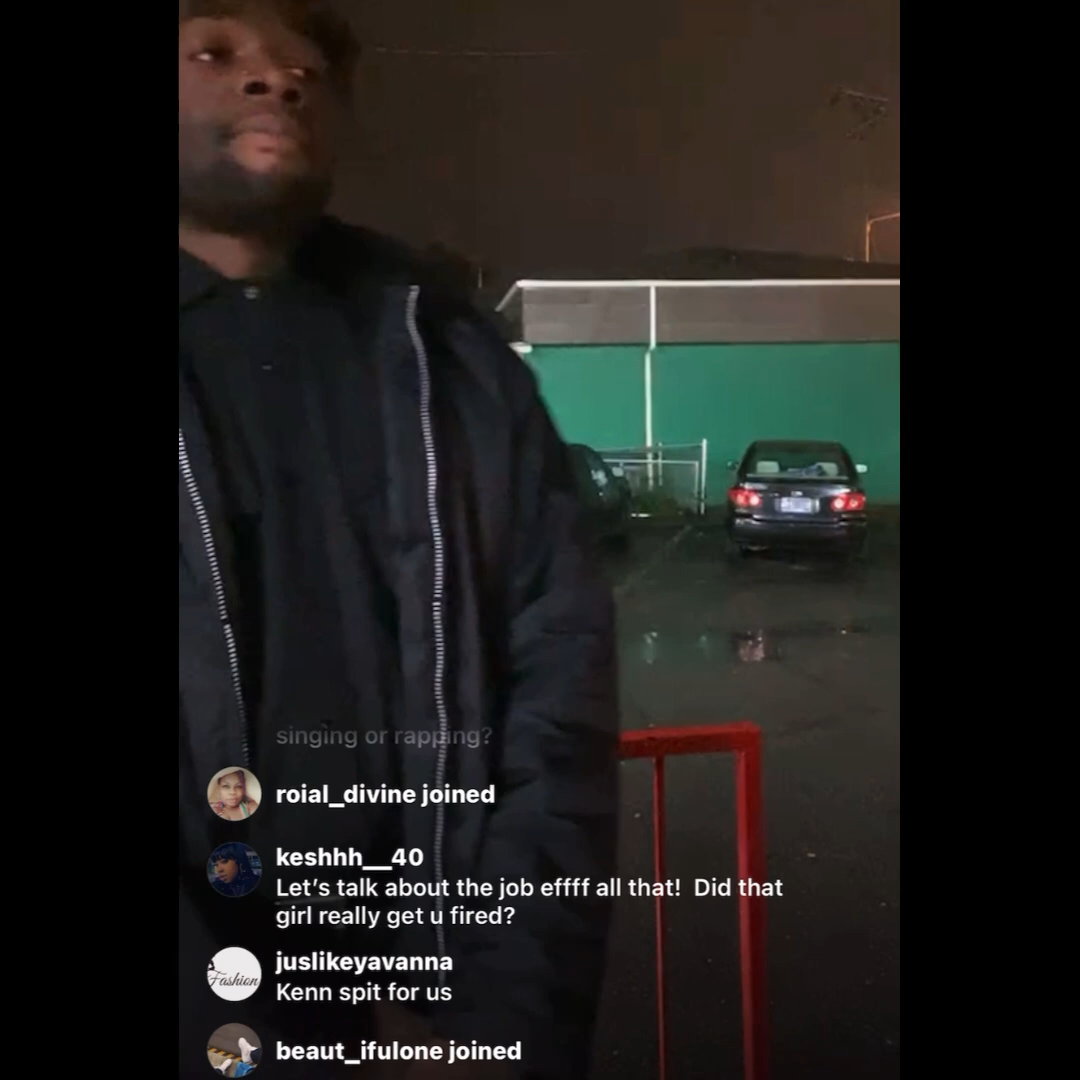 singing or rapping?
roial_divine joined
keshhh__40
Let’s talk about the job effff all that!  Did that
girl really get u fired?
juslikeyavanna
Fashion
Kenn spit for us
beaut_ifulone joined